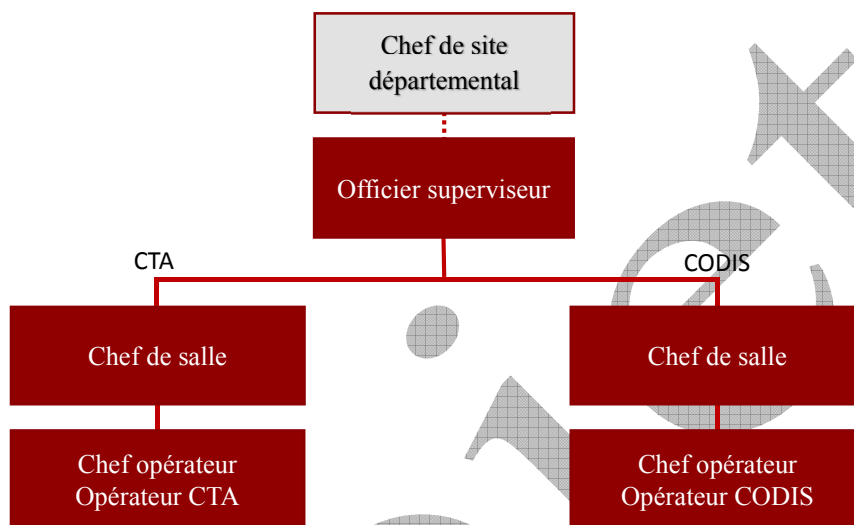 Chef de site
départemental
Officier superviseur
CTA
CODIS
Chef de salle
Chef de salle
Chef opérateur
Opérateur CTA
Chef opérateur
Opérateur CODIS